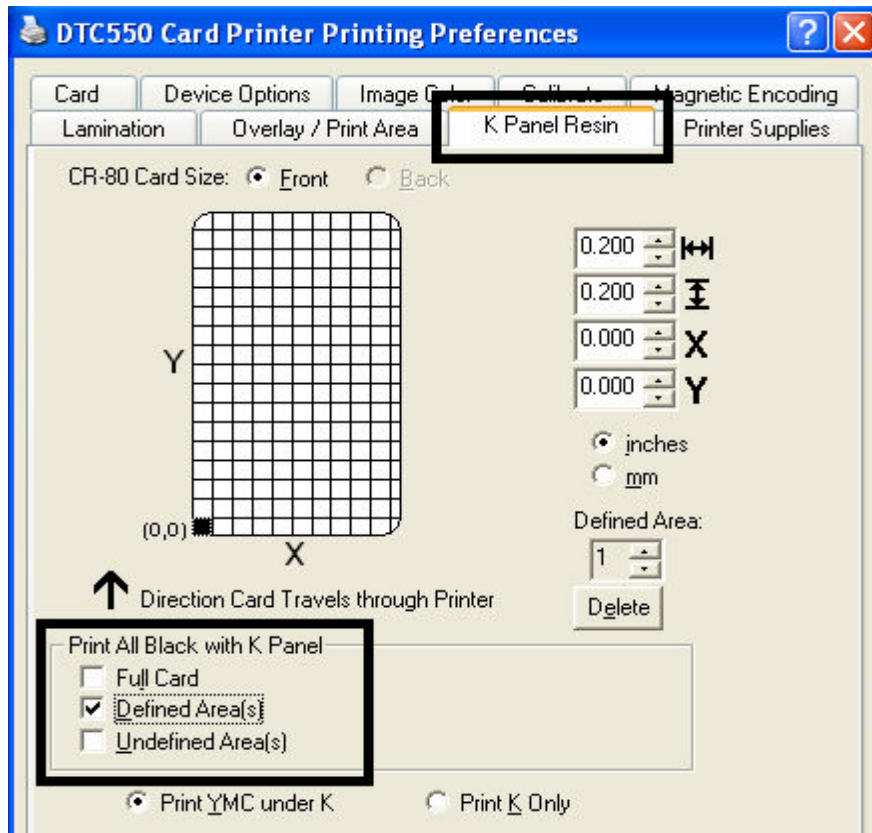 DTC550 Card Printer Printing Preferences
Card Device Options Image Color Calibrate Magnetic Encoding
Lamination Overlay / Print Area K Panel Resin Printer Supplies
CR-80 Card Size: Front Back
0.200
0.200
0.000 X
0.000 Y
Y
inches
mm
(0,0)
X
Defined Area:
1
Direction Card Travels through Printer
Delete
Print All Black with K Panel
Full Card
Defined Area(s)
Undefined Area(s)
Print YMC under K Print K Only